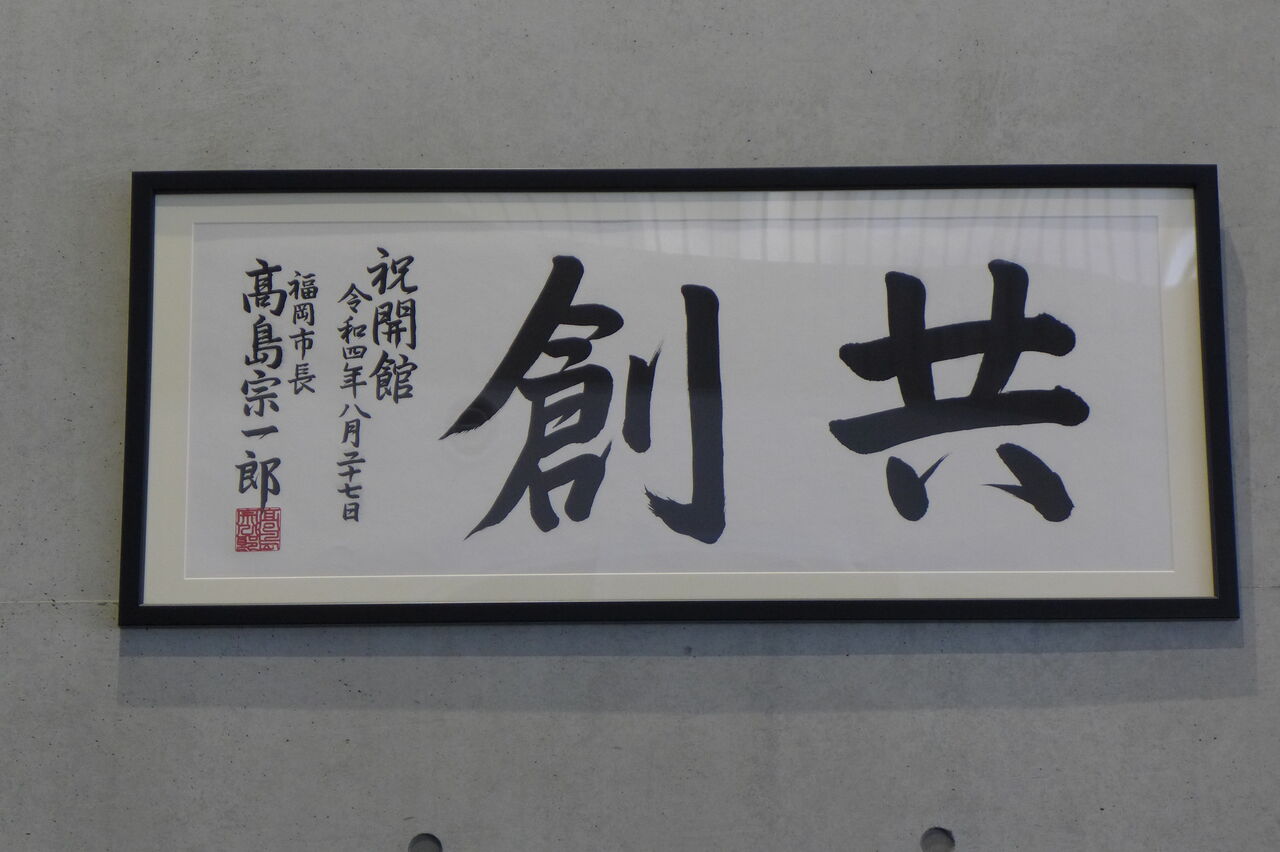 共創
祝開館
令和四年八月二十七日
福岡市長
髙島宗一郎